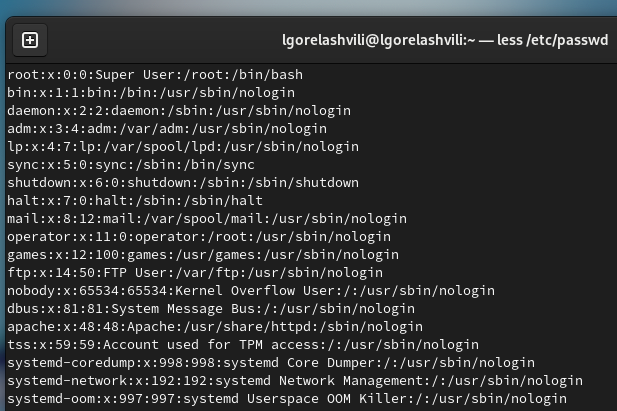 lgorelashvili@lgorelashvili:~ — less /etc/passwd
root:x:0:0:Super User:/root:/bin/bash
bin:x:1:1:bin:/bin:/usr/sbin/nologin
daemon:x:2:2:daemon:/sbin:/usr/sbin/nologin
adm:x:3:4:adm:/var/adm:/usr/sbin/nologin
lp:x:4:7:lp:/var/spool/lpd:/usr/sbin/nologin
sync:x:5:0:sync:/sbin:/bin/sync
shutdown:x:6:0:shutdown:/sbin:/sbin/shutdown
halt:x:7:0:halt:/sbin:/sbin/halt
mail:x:8:12:mail:/var/spool/mail:/usr/sbin/nologin
operator:x:11:0:operator:/root:/usr/sbin/nologin
games:x:12:100:games:/usr/games:/usr/sbin/nologin
ftp:x:14:50:FTP User:/var/ftp:/usr/sbin/nologin
nobody:x:65534:65534:Kernel Overflow User:/:/usr/sbin/nologin
dbus:x:81:81:System Message Bus:/:/usr/sbin/nologin
apache:x:48:48:Apache:/usr/share/httpd:/sbin/nologin
tss:x:59:59:Account used for TPM access:/:/usr/sbin/nologin
systemd-coredump:x:998:998:systemd Core Dumper:/:/usr/sbin/nologin
systemd-network:x:192:192:systemd Network Management:/:/usr/sbin/nologin
systemd-oom:x:997:997:systemd Userspace OOM Killer:/:/usr/sbin/nologin